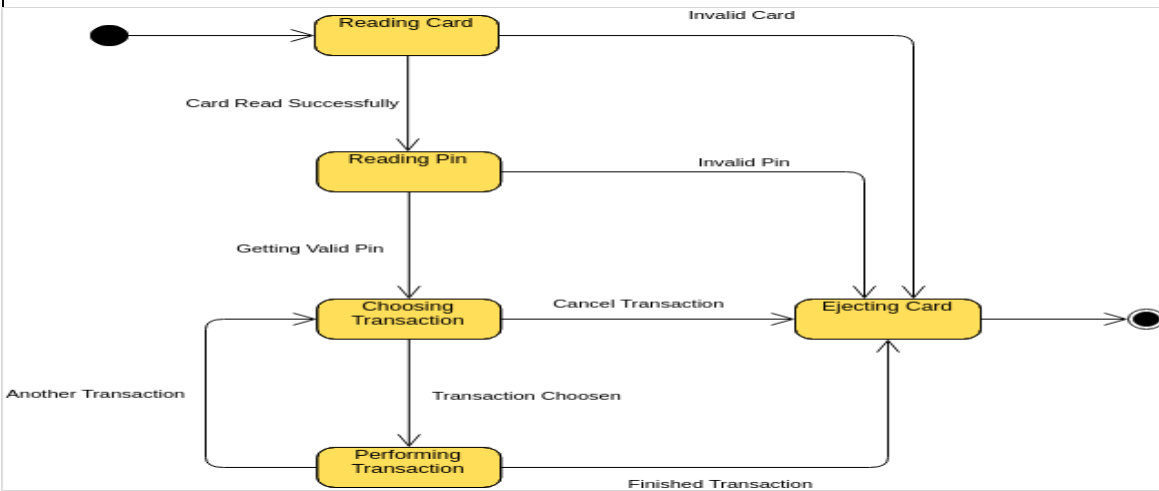 Invalid Card
Reading Card
Card Read Successfully
Reading Pin
Invalid Pin
Getting Valid Pin
Choosing
Transaction
Cancel Transaction
Ejecting Card
Another Transaction
Transaction Choosen
Performing
Transaction
Finished Transaction